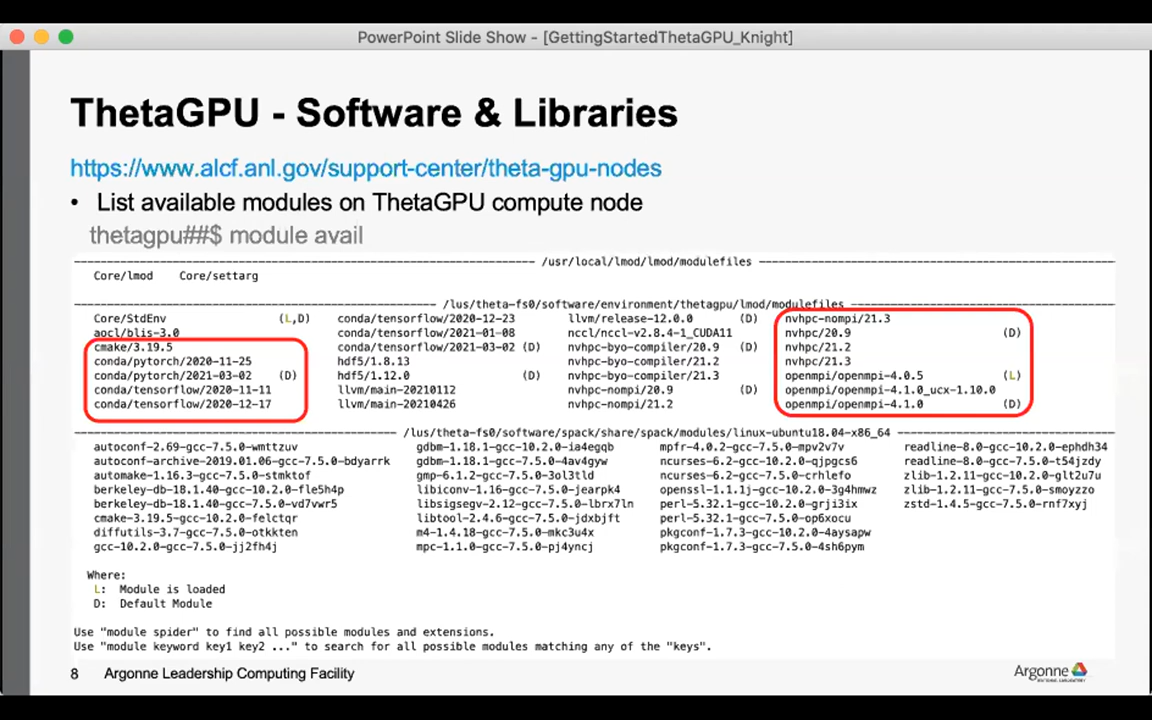 PowerPoint Slide Show - [GettingStartedThetaGPU_Knight]
ThetaGPU - Software & Libraries
https://www.alcf.anl.gov/support-center/theta-gpu-nodes
• List available modules on ThetaGPU compute node
thetagpu##$ module avail
/usr/local/lmod/lmod/modulefiles
Core/lmod Core/settarg
/lus/theta-fs0/software/environment/thetagpu/lmod/modulefiles
Core/StdEnv (L,D) conda/tensorflow/2020-12-23 llvm/release-12.0.0 (D) nvhpc-nompi/21.3
aocl/blis-3.0 conda/tensorflow/2021-01-08 nccl/nccl-v2.8.4-1_CUDA11 nvhpc/20.9 (D)
cmake/3.19.5 conda/tensorflow/2021-03-02 (D) nvhpc-byo-compiler/20.9 (D) nvhpc/21.2
conda/pytorch/2020-11-25 hdf5/1.8.13 nvhpc-byo-compiler/21.2 nvhpc/21.3
conda/pytorch/2021-03-02 (D) hdf5/1.12.0 (D) nvhpc-byo-compiler/21.3 openmpi/openmpi-4.0.5 (L)
conda/tensorflow/2020-11-11 llvm/main-20210112 nvhpc-nompi/20.9 (D) openmpi/openmpi-4.1.0_ucx-1.10.0
conda/tensorflow/2020-12-17 llvm/main-20210426 nvhpc-nompi/21.2 openmpi/openmpi-4.1.0 (D)
/lus/theta-fs0/software/spack/share/spack/modules/linux-ubuntu18.04-x86_64
autoconf-2.69-gcc-7.5.0-wmttzuv gdbm-1.18.1-gcc-10.2.0-ia4egqb mpfr-4.0.2-gcc-7.5.0-mpv2v7v readline-8.0-gcc-10.2.0-ephdh34
autoconf-archive-2019.01.06-gcc-7.5.0-bdyarrk gdbm-1.18.1-gcc-7.5.0-4av4gyw ncurses-6.2-gcc-10.2.0-qjpgcs6 readline-8.0-gcc-7.5.0-t54jzdy
automake-1.16.3-gcc-7.5.0-stmktof gmp-6.1.2-gcc-7.5.0-3ol3tld ncurses-6.2-gcc-7.5.0-crhlefo zlib-1.2.11-gcc-10.2.0-glt2u7u
berkeley-db-18.1.40-gcc-10.2.0-fle5h4p libiconv-1.16-gcc-7.5.0-jearpk4 openssl-1.1.1j-gcc-7.5.0-3g4hmwz zlib-1.2.11-gcc-7.5.0-smoyzzo
berkeley-db-18.1.40-gcc-7.5.0-vd7vwr5 libsigsegv-2.12-gcc-7.5.0-lbrx7ln perl-5.32.1-gcc-10.2.0-grji3ix zstd-1.4.5-gcc-7.5.0-rnf7xyj
cmake-3.19.5-gcc-10.2.0-felctqr libtool-2.4.6-gcc-7.5.0-jdxbjft perl-5.32.1-gcc-7.5.0-op6xocu
diffutils-3.7-gcc-7.5.0-otkkten m4-1.4.18-gcc-7.5.0-mkc3u4x pkgconf-1.7.3-gcc-10.2.0-4aysapw
gcc-10.2.0-gcc-7.5.0-jj2fh4j mpc-1.1.0-gcc-7.5.0-pj4yncj pkgconf-1.7.3-gcc-7.5.0-4sh6pym
Where:
L: Module is loaded
D: Default Module
Use "module spider" to find all possible modules and extensions.
Use "module keyword key1 key2 ..." to search for all possible modules matching any of the "keys".
8 Argonne Leadership Computing Facility
Argonne